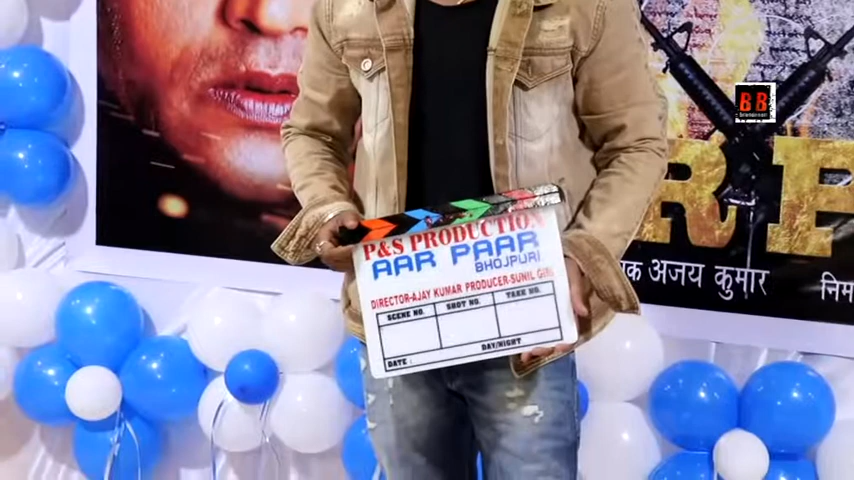 BB
P&S PRODUCTION
AAR PAAR
BHOJPURI
DIRECTOR-AJAY KUMAR PRODUCER-SUNIL GIRI
SCENE NO.
SHOT NO.
TAKE NO.
DATE:
DAY/NIGHT
क अजय कुमार
निर्मा